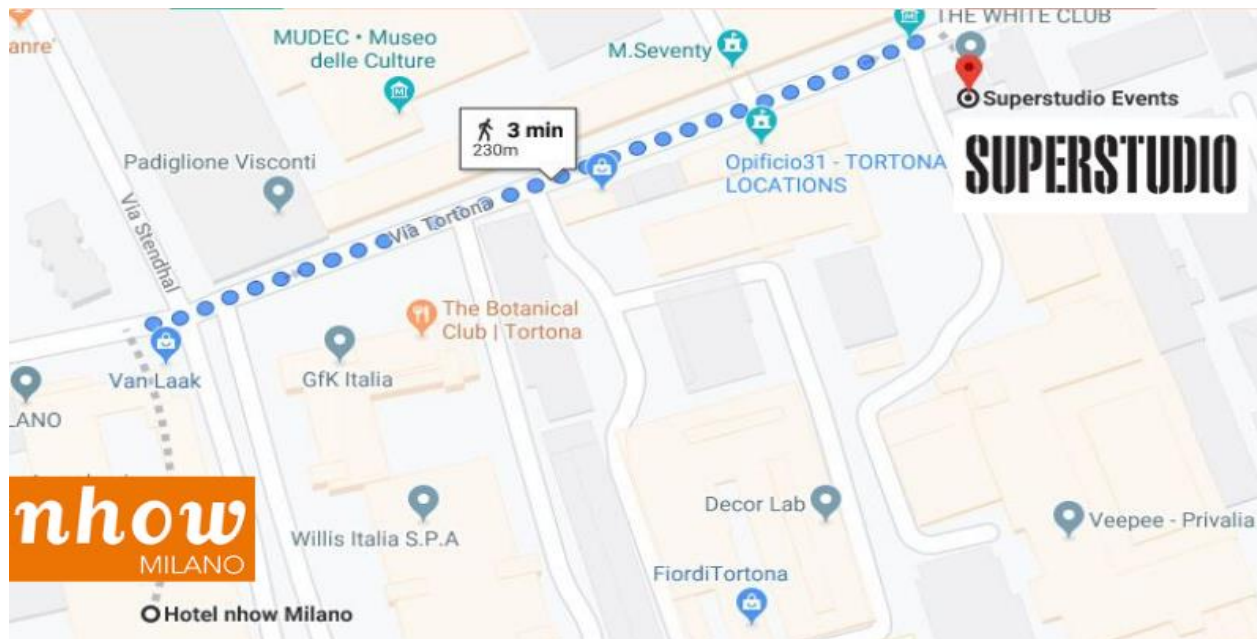 anre'
MUDEC • Museo
delle Culture
M.Seventy
THE WHITE CLUB
Superstudio Events
SUPERSTUDIO
3 min
230m
Opificio31 - TORTONA
LOCATIONS
Padiglione Visconti
Via Stendhal
Via Tortona
The Botanical
Club | Tortona
Van Laak
GfK Italia
LANO
nhow
MILANO
Willis Italia S.P.A
Decor Lab
Veepee - Privalia
FiordiTortona
Hotel nhow Milano